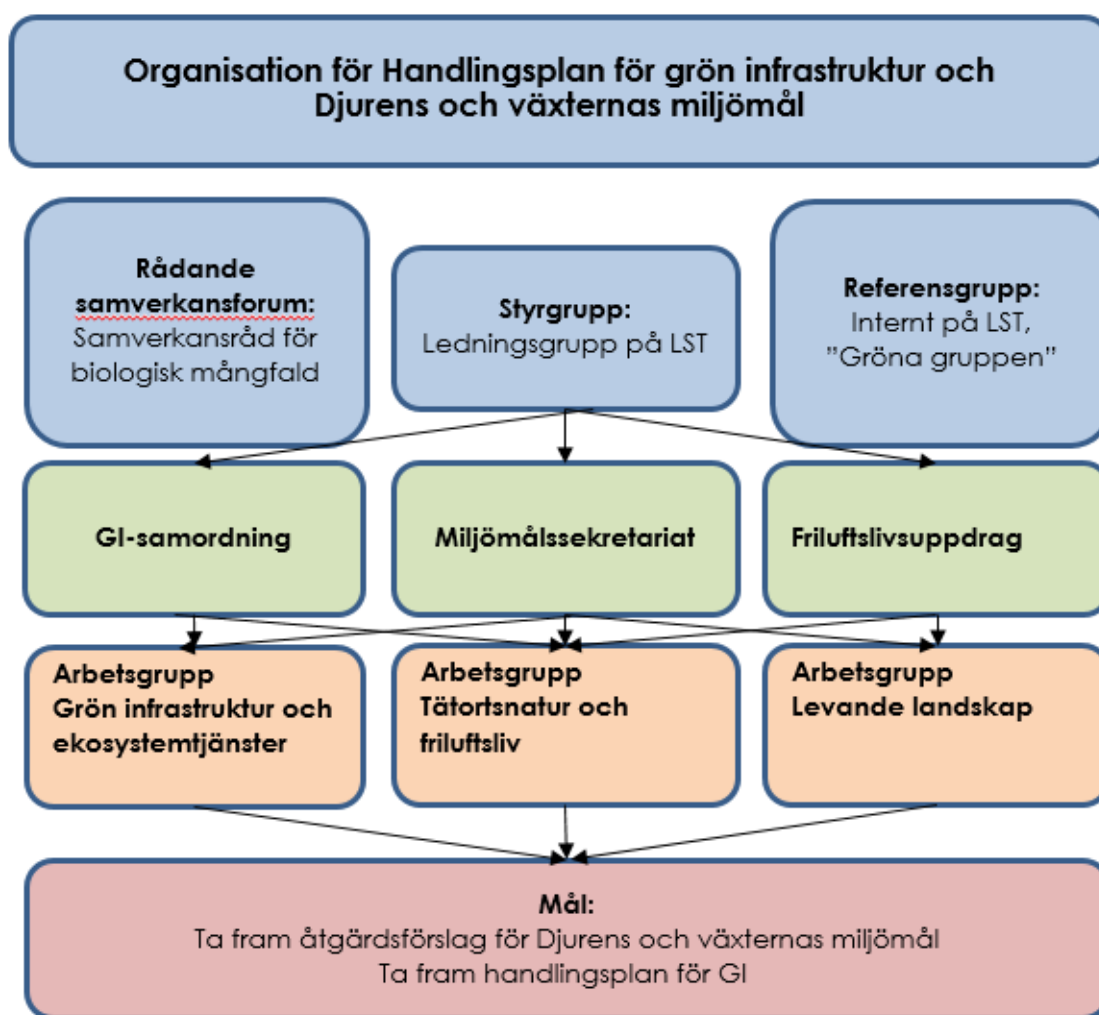 Organisation för Handlingsplan för grön infrastruktur och
Djurens och växternas miljömål
Rådande
samverkansforum:
Samverkansråd för
biologisk mångfald
Styrgrupp:
Ledningsgrupp på LST
Referensgrupp:
Internt på LST,
”Gröna gruppen”
GI-samordning
Miljömålssekretariat
Friluftslivsuppdrag
Arbetsgrupp
Grön infrastruktur och
ekosystemtjänster
Arbetsgrupp
Tätortsnatur och
friluftsliv
Arbetsgrupp
Levande landskap
Mål:
Ta fram åtgärdsförslag för Djurens och växternas miljömål
Ta fram handlingsplan för GI